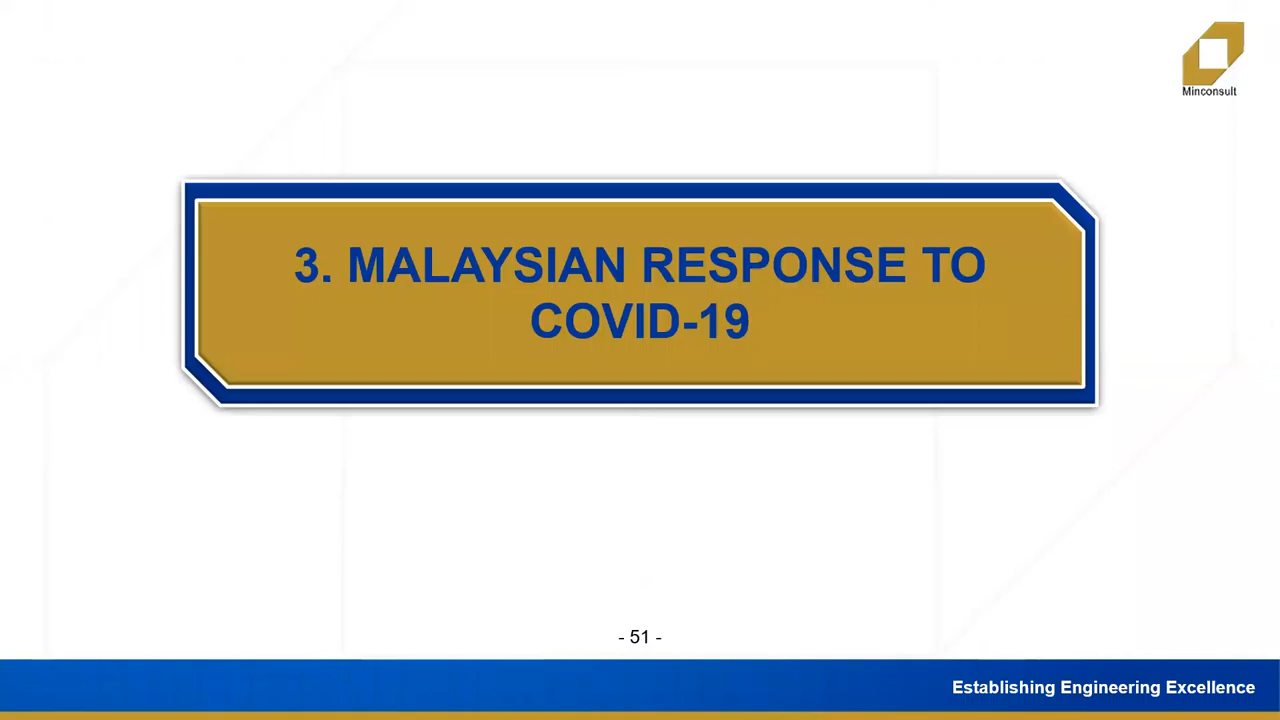 Minconsult
3. MALAYSIAN RESPONSE TO
COVID-19
- 51 -
Establishing Engineering Excellence